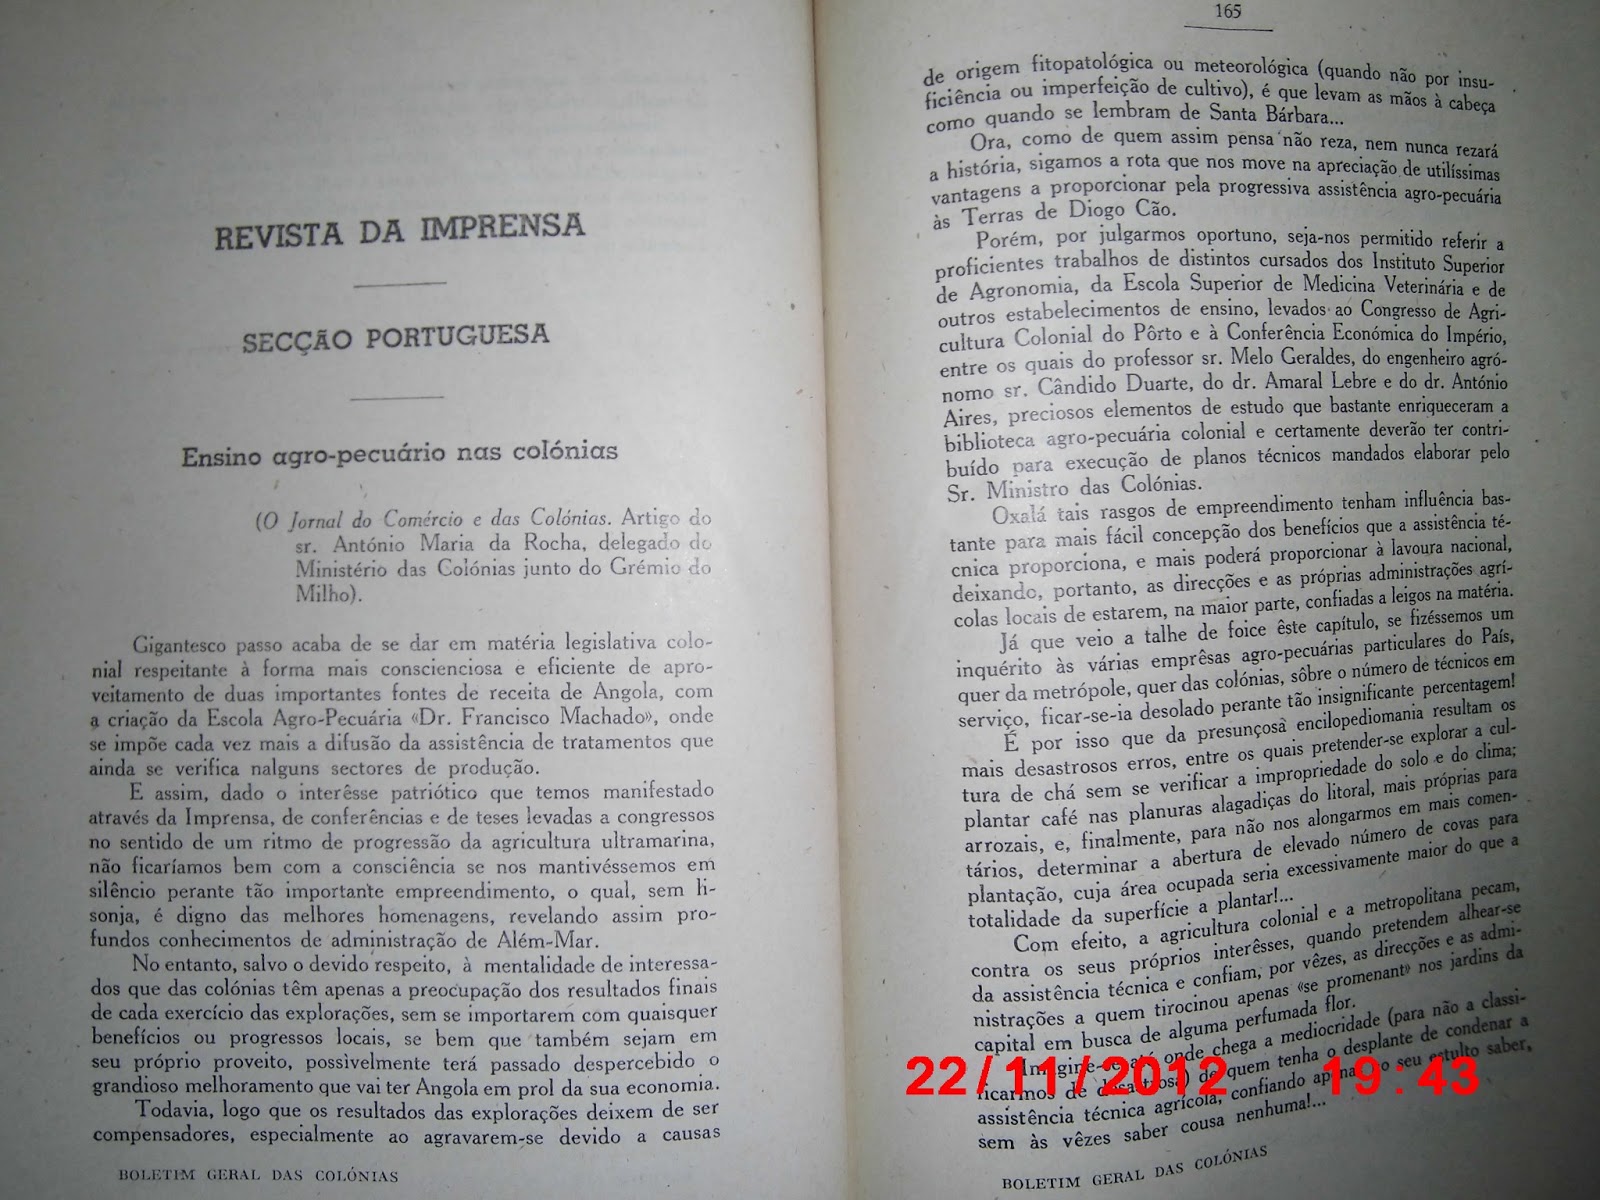 REVISTA DA IMPRENSA
SECÇÃO PORTUGUESA
Ensino agro-pecuário nas colónias
(O Jornal do Comércio e das Colónias. Artigo do
sr. António Maria da Rocha, delegado do
Ministério das Colónias junto do Grémio do
Milho).
Gigantesco passo acaba de se dar em matéria legislativa colo-
nial respeitante à forma mais conscienciosa e eficiente de apro-
veitamento de duas importantes fontes de receita de Angola, com
a criação da Escola Agro-Pecuária «Dr. Francisco Machado», onde
se impõe cada vez mais a difusão da assistência de tratamentos que
ainda se verifica nalguns sectores de produção.
E assim, dado o interêsse patriótico que temos manifestado
através da Imprensa, de conferências e de teses levadas a congressos
no sentido de um ritmo de progressão da agricultura ultramarina,
não ficaríamos bem com a consciência se nos mantivéssemos em
silêncio perante tão importante empreendimento, o qual, sem li-
sonja, é digno das melhores homenagens, revelando assim pro-
fundos conhecimentos de administração de Além-Mar.
No entanto, salvo o devido respeito, à mentalidade de interessa-
dos que das colónias têm apenas a preocupação dos resultados finais
de cada exercício das explorações, sem se importarem com quaisquer
benefícios ou progressos locais, se bem que também sejam em
seu próprio proveito, possìvelmente terá passado despercebido o
grandioso melhoramento que vai ter Angola em prol da sua economia.
Todavia, logo que os resultados das explorações deixem de ser
compensadores, especialmente ao agravarem-se devido a causas
BOLETIM GERAL DAS COLÓNIAS
165
de origem fitopatológica ou meteorológica (quando não por insu-
ficiência ou imperfeição de cultivo), é que levam as mãos à cabeça
como quando se lembram de Santa Bárbara...
Ora, como de quem assim pensa não reza, nem nunca rezará
a história, sigamos a rota que nos move na apreciação de utilíssimas
vantagens a proporcionar pela progressiva assistência agro-pecuária
às Terras de Diogo Cão.
Porém, por julgarmos oportuno, seja-nos permitido referir a
proficientes trabalhos de distintos cursados dos Instituto Superior
de Agronomia, da Escola Superior de Medicina Veterinária e de
outros estabelecimentos de ensino, levados ao Congresso de Agri-
cultura Colonial do Pôrto e à Conferência Económica do Império,
entre os quais do professor sr. Melo Geraldes, do engenheiro agró-
nomo sr. Cândido Duarte, do dr. Amaral Lebre e do dr. António
Aires, preciosos elementos de estudo que bastante enriqueceram a
biblioteca agro-pecuária colonial e certamente deverão ter contri-
buído para execução de planos técnicos mandados elaborar pelo
Sr. Ministro das Colónias.
Oxalá tais rasgos de empreendimento tenham influência bas-
tante para mais fácil concepção dos benefícios que a assistência té-
cnica proporciona, e mais poderá proporcionar à lavoura nacional,
deixando, portanto, as direcções e as próprias administrações agrí-
colas locais de estarem, na maior parte, confiadas a leigos na matéria.
Já que veio a talhe de foice êste capítulo, se fizéssemos um
inquérito às várias emprêsas agro-pecuárias particulares do País,
quer da metrópole, quer das colónias, sôbre o número de técnicos em
serviço, ficar-se-ia desolado perante tão insignificante percentagem!
É por isso que da presunçosa encilopediomania resultam os
mais desastrosos erros, entre os quais pretender-se explorar a cul-
tura de chá sem se verificar a impropriedade do solo e do clima;
plantar café nas planuras alagadiças do litoral, mais próprias para
arrozais, e, finalmente, para não nos alongarmos em mais comen-
tários, determinar a abertura de elevado número de covas para
plantação, cuja área ocupada seria excessivamente maior do que a
totalidade da superfície a plantar!...
Com efeito, a agricultura colonial e a metropolitana pecam,
contra os seus próprios interêsses, quando pretendem alhear-se
da assistência técnica e confiam, por vêzes, as direcções e as admi-
nistrações a quem tirocinou apenas «se promenant» nos jardins da
capital em busca de alguma perfumada flor.
Imagine-se até onde chega a mediocridade (para não a classi-
ficarmos de desastrosa) de quem tenha o desplante de condenar a
assistência técnica agrícola, confiando apenas no seu estulto saber,
sem às vêzes saber cousa nenhuma!...
BOLETIM GERAL DAS COLÓNIAS
22/11/2012 19:43